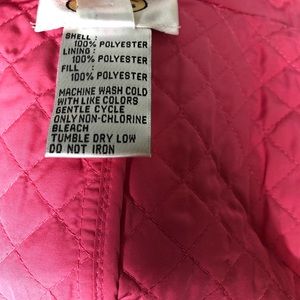 SHELL :
100% POLYESTER
LINING :
100% POLYESTER
FILL :
100% POLYESTER
MACHINE WASH COLD
WITH LIKE COLORS
GENTLE CYCLE
ONLY NON-CHLORINE
BLEACH
TUMBLE DRY LOW
DO NOT IRON